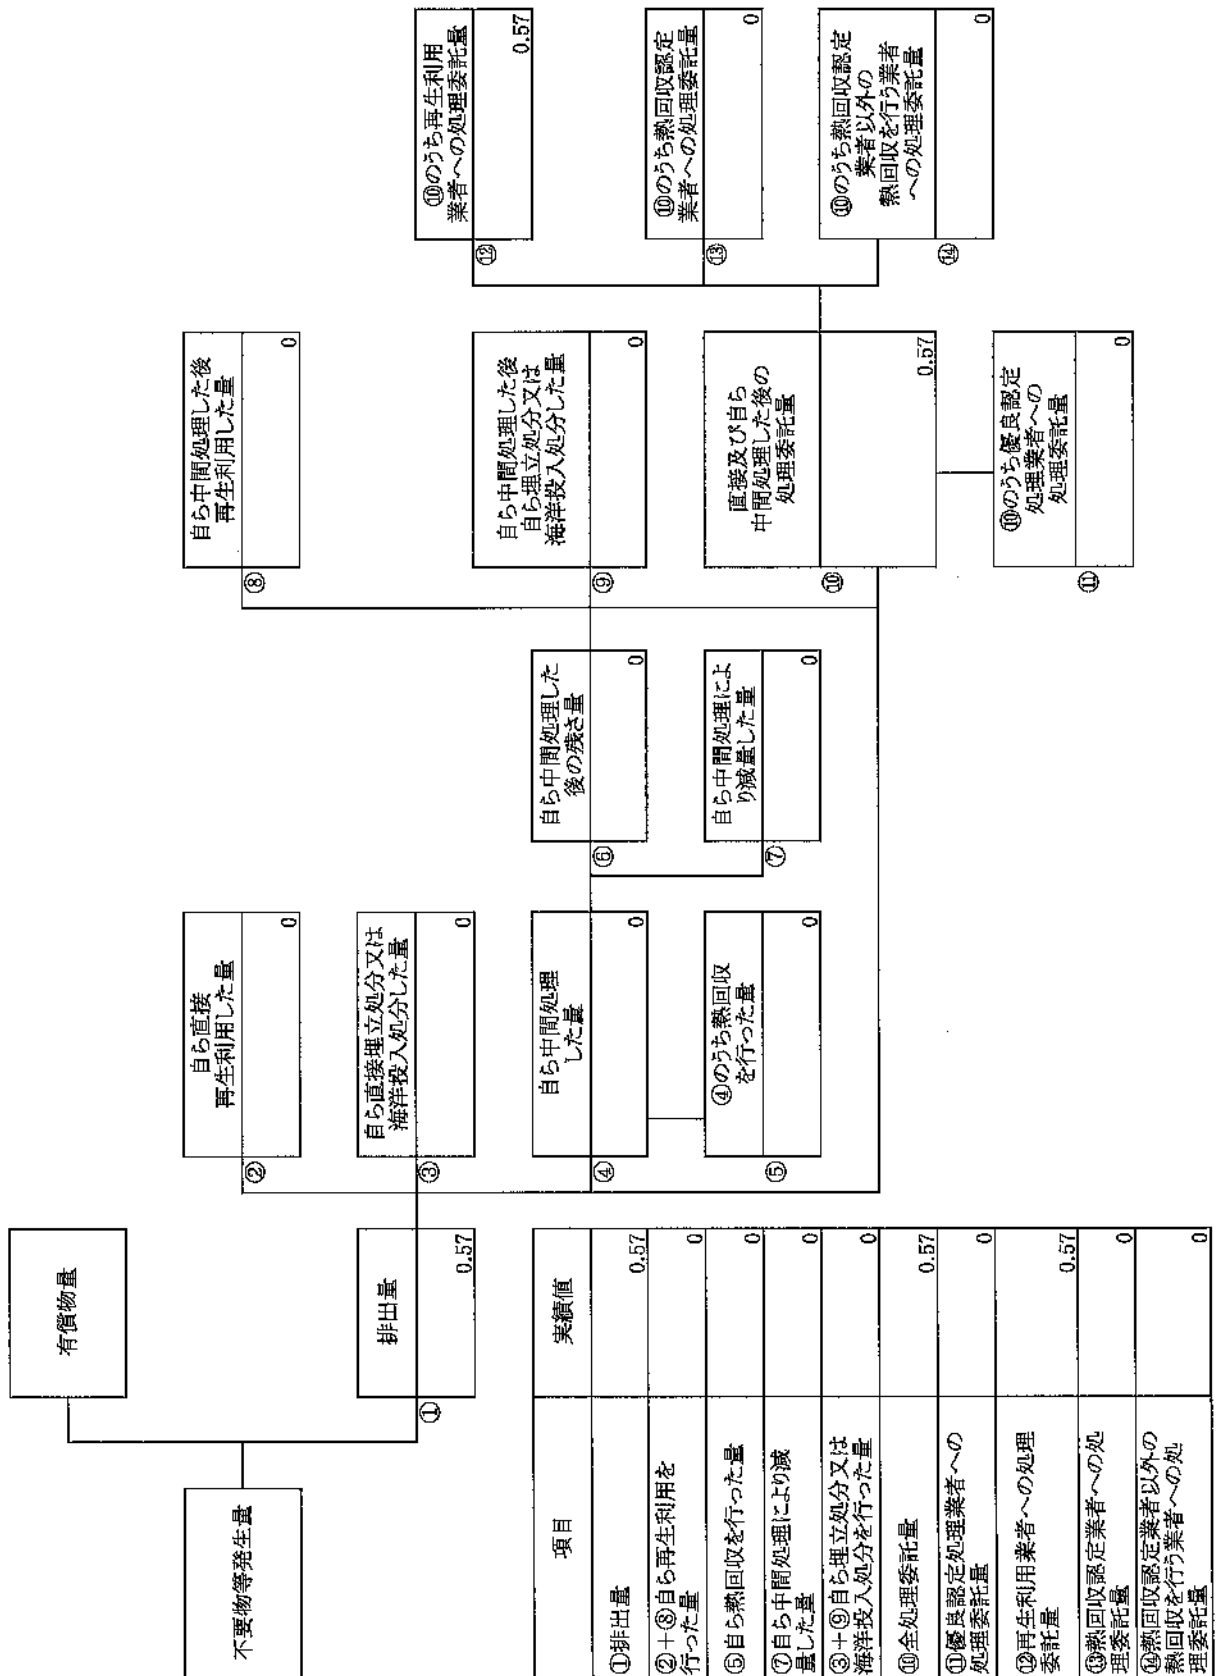 不要物等発生量
有償物量
①
排出量
0.57
②
自ら直接
再生利用した量
0
③
自ら直接埋立処分又は
海洋投入処分した量
0
④
自ら中間処理
した量
0
⑤
④のうち熱回収
を行った量
0
⑥
自ら中間処理した
後の残さ量
0
⑦
自ら中間処理によ
り減量した量
0
⑧
自ら中間処理した後
再生利用した量
0
⑨
自ら中間処理した後
自ら埋立処分又は
海洋投入処分した量
0
⑩
直接及び自ら
中間処理した後の
処理委託量
0.57
⑪
⑩のうち優良認定
処理業者への
処理委託量
0
⑫
⑩のうち再生利用
業者への処理委託量
0.57
⑬
⑩のうち熱回収認定
業者への処理委託量
0
⑭
⑩のうち熱回収認定
業者以外の
熱回収を行う業者
への処理委託量
0
項目
実績値
①排出量
0.57
②+⑧自ら再生利用を
行った量
0
⑤自ら熱回収を行った量
0
⑦自ら中間処理により減
量した量
0
③+⑨自ら埋立処分又は
海洋投入処分を行った量
0
⑩全処理委託量
0.57
⑪優良認定処理業者への
処理委託量
0
⑫再生利用業者への処理
委託量
0.57
⑬熱回収認定業者への処
理委託量
0
⑭熱回収認定業者以外の
熱回収を行う業者への処
理委託量
0